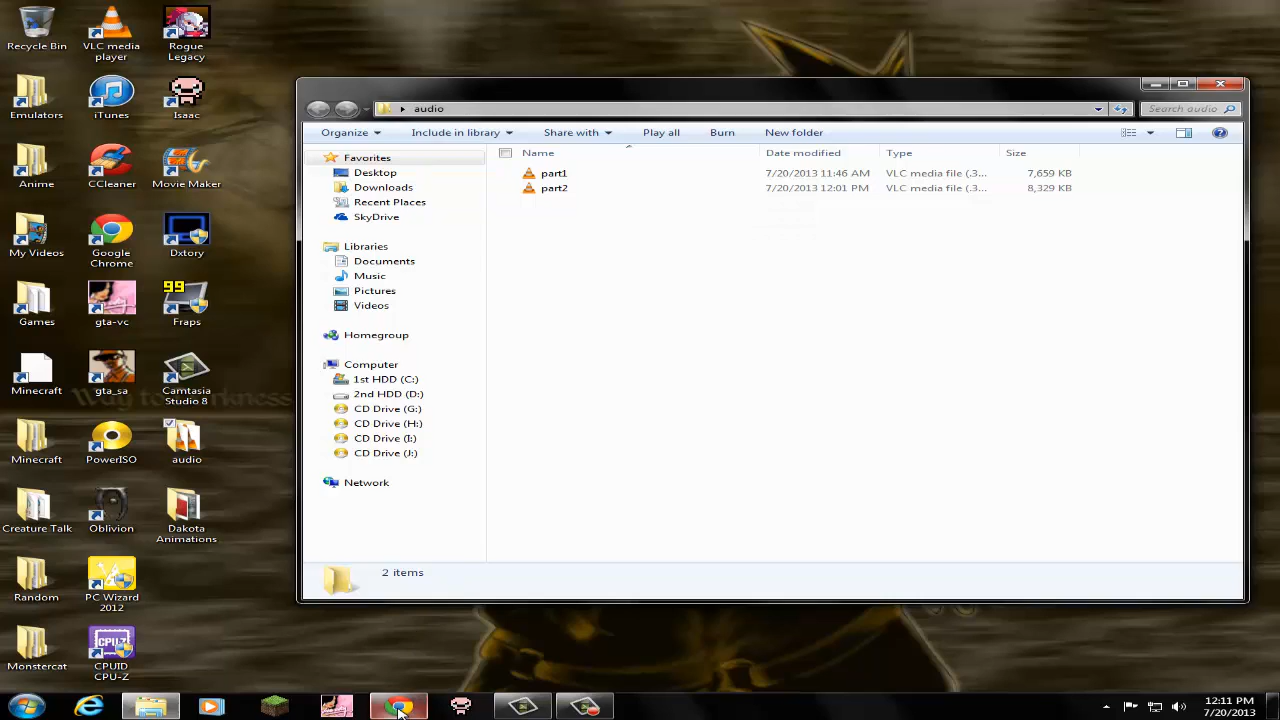 Recycle Bin
VLC media player
Rogue Legacy
Emulators
iTunes
Isaac
Anime
CCleaner
Movie Maker
My Videos
Google Chrome
Dxtory
Games
gta-vc
99
Fraps
Minecraft
gta_sa
Camtasia Studio 8
Minecraft
PowerISO
audio
Creature Talk
Oblivion
Dakota Animations
Random
PC Wizard 2012
Monstercat
CPU-Z
CPUID CPU-Z
audio
Search audio
Organize
Include in library
Share with
Play all
Burn
New folder
Favorites
Desktop
Downloads
Recent Places
SkyDrive
Libraries
Documents
Music
Pictures
Videos
Homegroup
Computer
1st HDD (C:)
2nd HDD (D:)
CD Drive (G:)
CD Drive (H:)
CD Drive (I:)
CD Drive (J:)
Network
Name Date modified Type Size
part1 7/20/2013 11:46 AM VLC media file (.3... 7,659 KB
part2 7/20/2013 12:01 PM VLC media file (.3... 8,329 KB
2 items
12:11 PM
7/20/2013